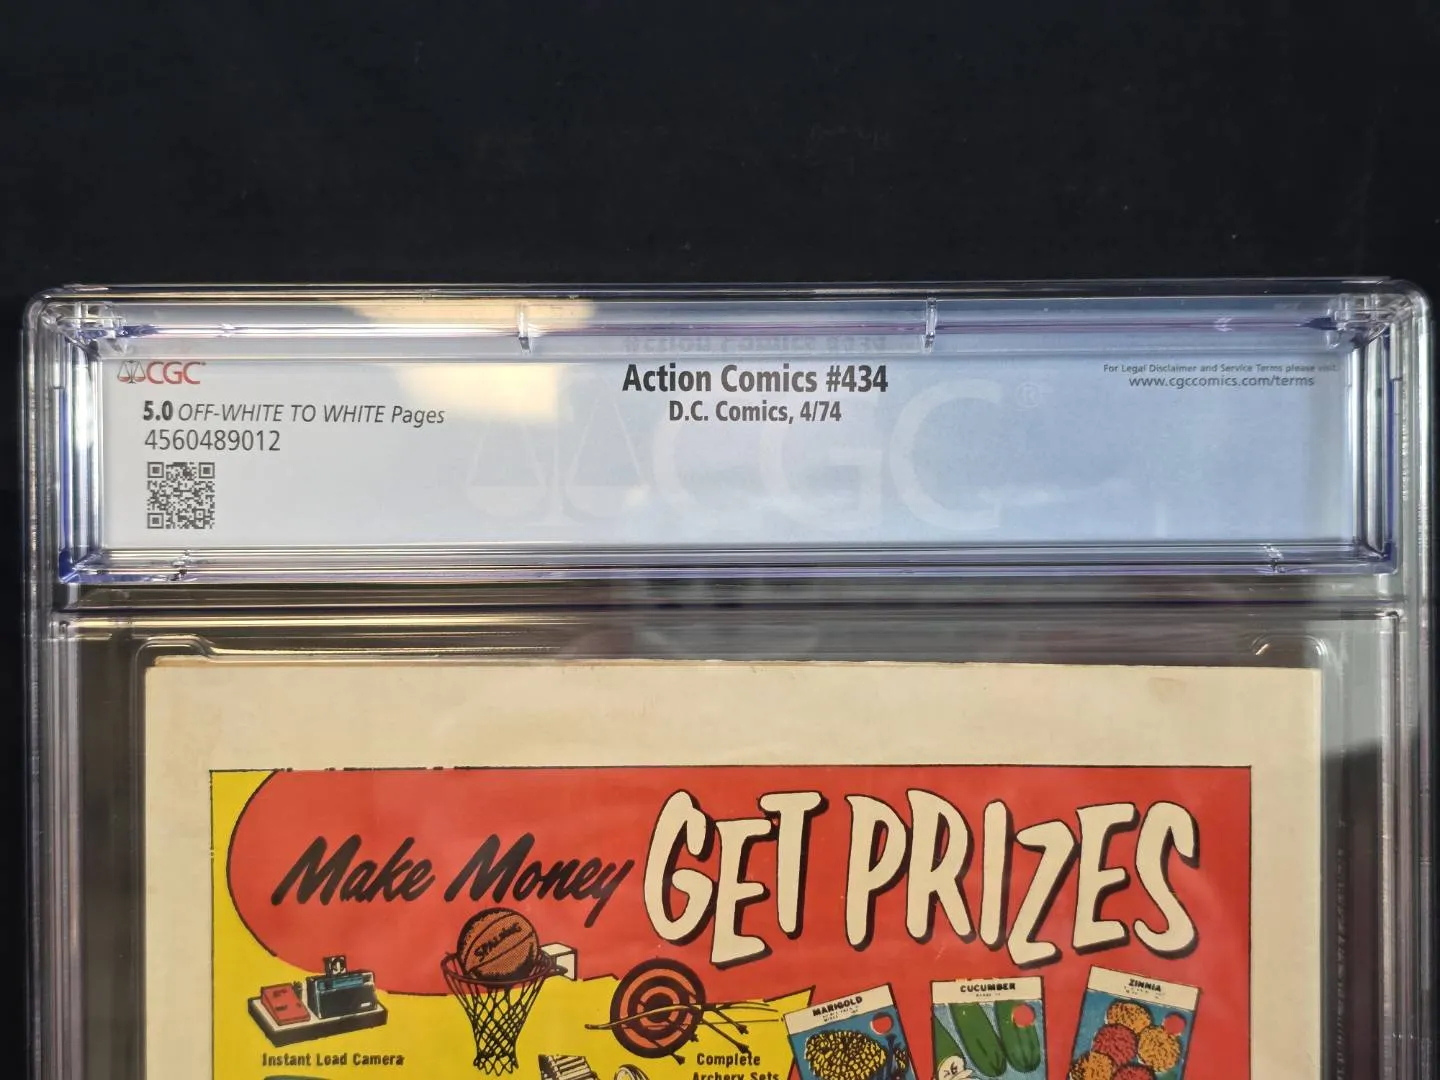 CGC
Action Comics #434
For Legal Disclaimer and Service Terms please visit
www.cgccomics.com/terms
5.0 OFF-WHITE TO WHITE Pages
D.C. Comics, 4/74
4560489012
CGC
Make Money GET PRIZES
SPALDING
MARIGOLD
CUCUMBER
ZINNIA
Instant Load Camera
Complete
Archery Sets